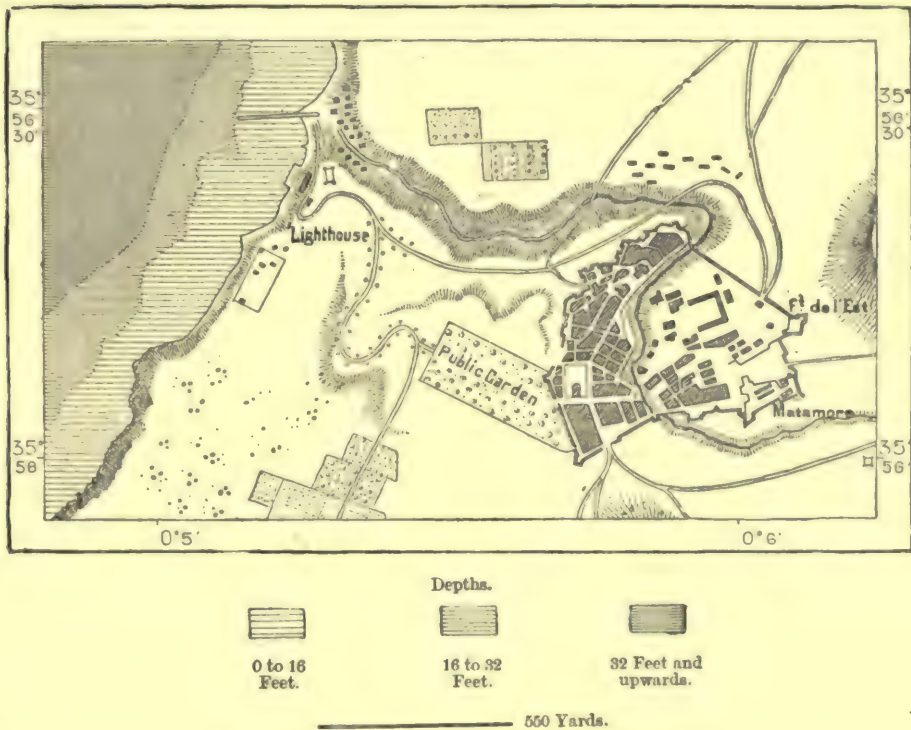 35°
56
30
35°
56
30
Lighthouse
Ft. de l'Est
Public Garden
Matamore
35°
56
35°
56'
0°5'
0°6'
Depths.
0 to 16
Feet.
16 to 32
Feet.
32 Feet and
upwards.
550 Yards.